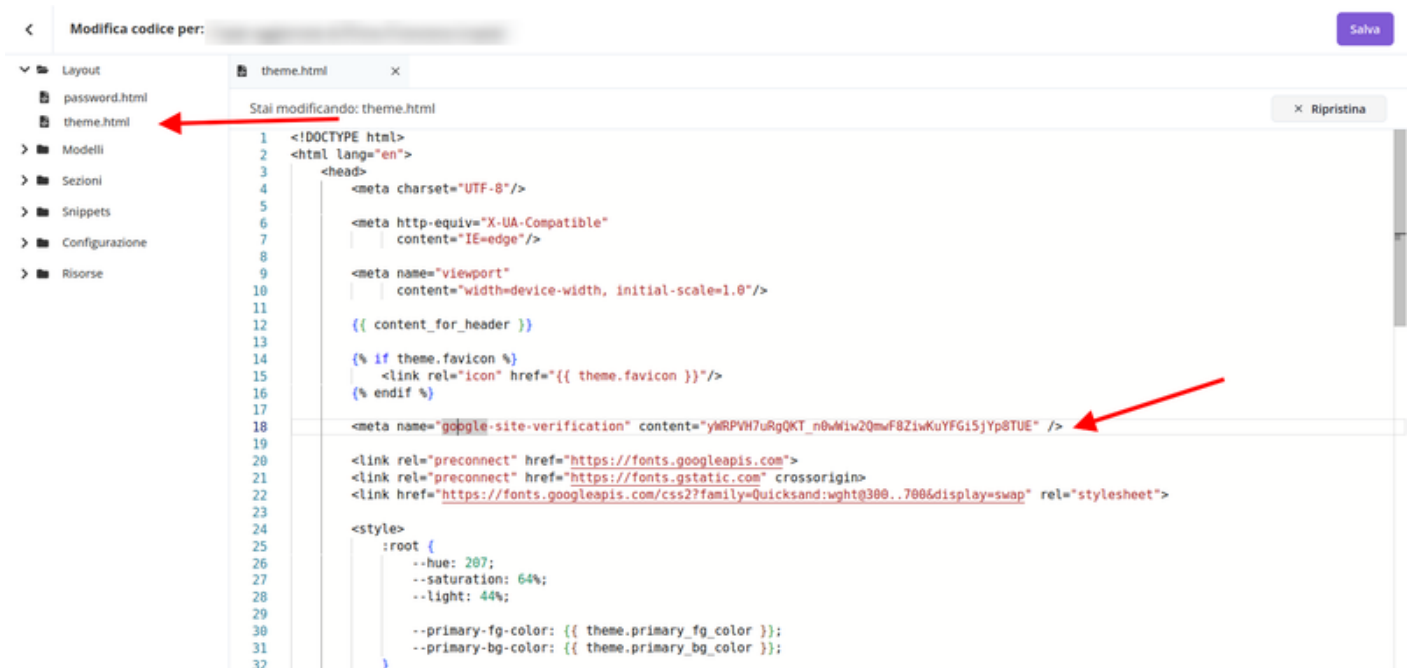 Modifica codice per:
Salva
Layout
password.html
theme.html
Modelli
Sezioni
Snippets
Configurazione
Risorse
theme.html
Stai modificando: theme.html
Ripristina
1 <!DOCTYPE html>
2 <html lang="en">
3 <head>
4 <meta charset="UTF-8"/>
5
6 <meta http-equiv="X-UA-Compatible"
7 content="IE=edge"/>
8
9 <meta name="viewport"
10 content="width=device-width, initial-scale=1.0"/>
11
12 {{ content_for_header }}
13
14 {% if theme.favicon %}
15 <link rel="icon" href="{{ theme.favicon }}"/>
16 {% endif %}
17
18 <meta name="google-site-verification" content="yWRPVH7uRgQKT_n0wWiw2QmwF8ZiwKuYFGi5jYp8TUE" />
19
20 <link rel="preconnect" href="https://fonts.googleapis.com">
21 <link rel="preconnect" href="https://fonts.gstatic.com" crossorigin>
22 <link href="https://fonts.googleapis.com/css2?family=Quicksand:wght@300..700&display=swap" rel="stylesheet">
23
24 <style>
25 :root {
26 --hue: 207;
27 --saturation: 64%;
28 --light: 44%;
29
30 --primary-fg-color: {{ theme.primary_fg_color }};
31 --primary-bg-color: {{ theme.primary_bg_color }};
32 }